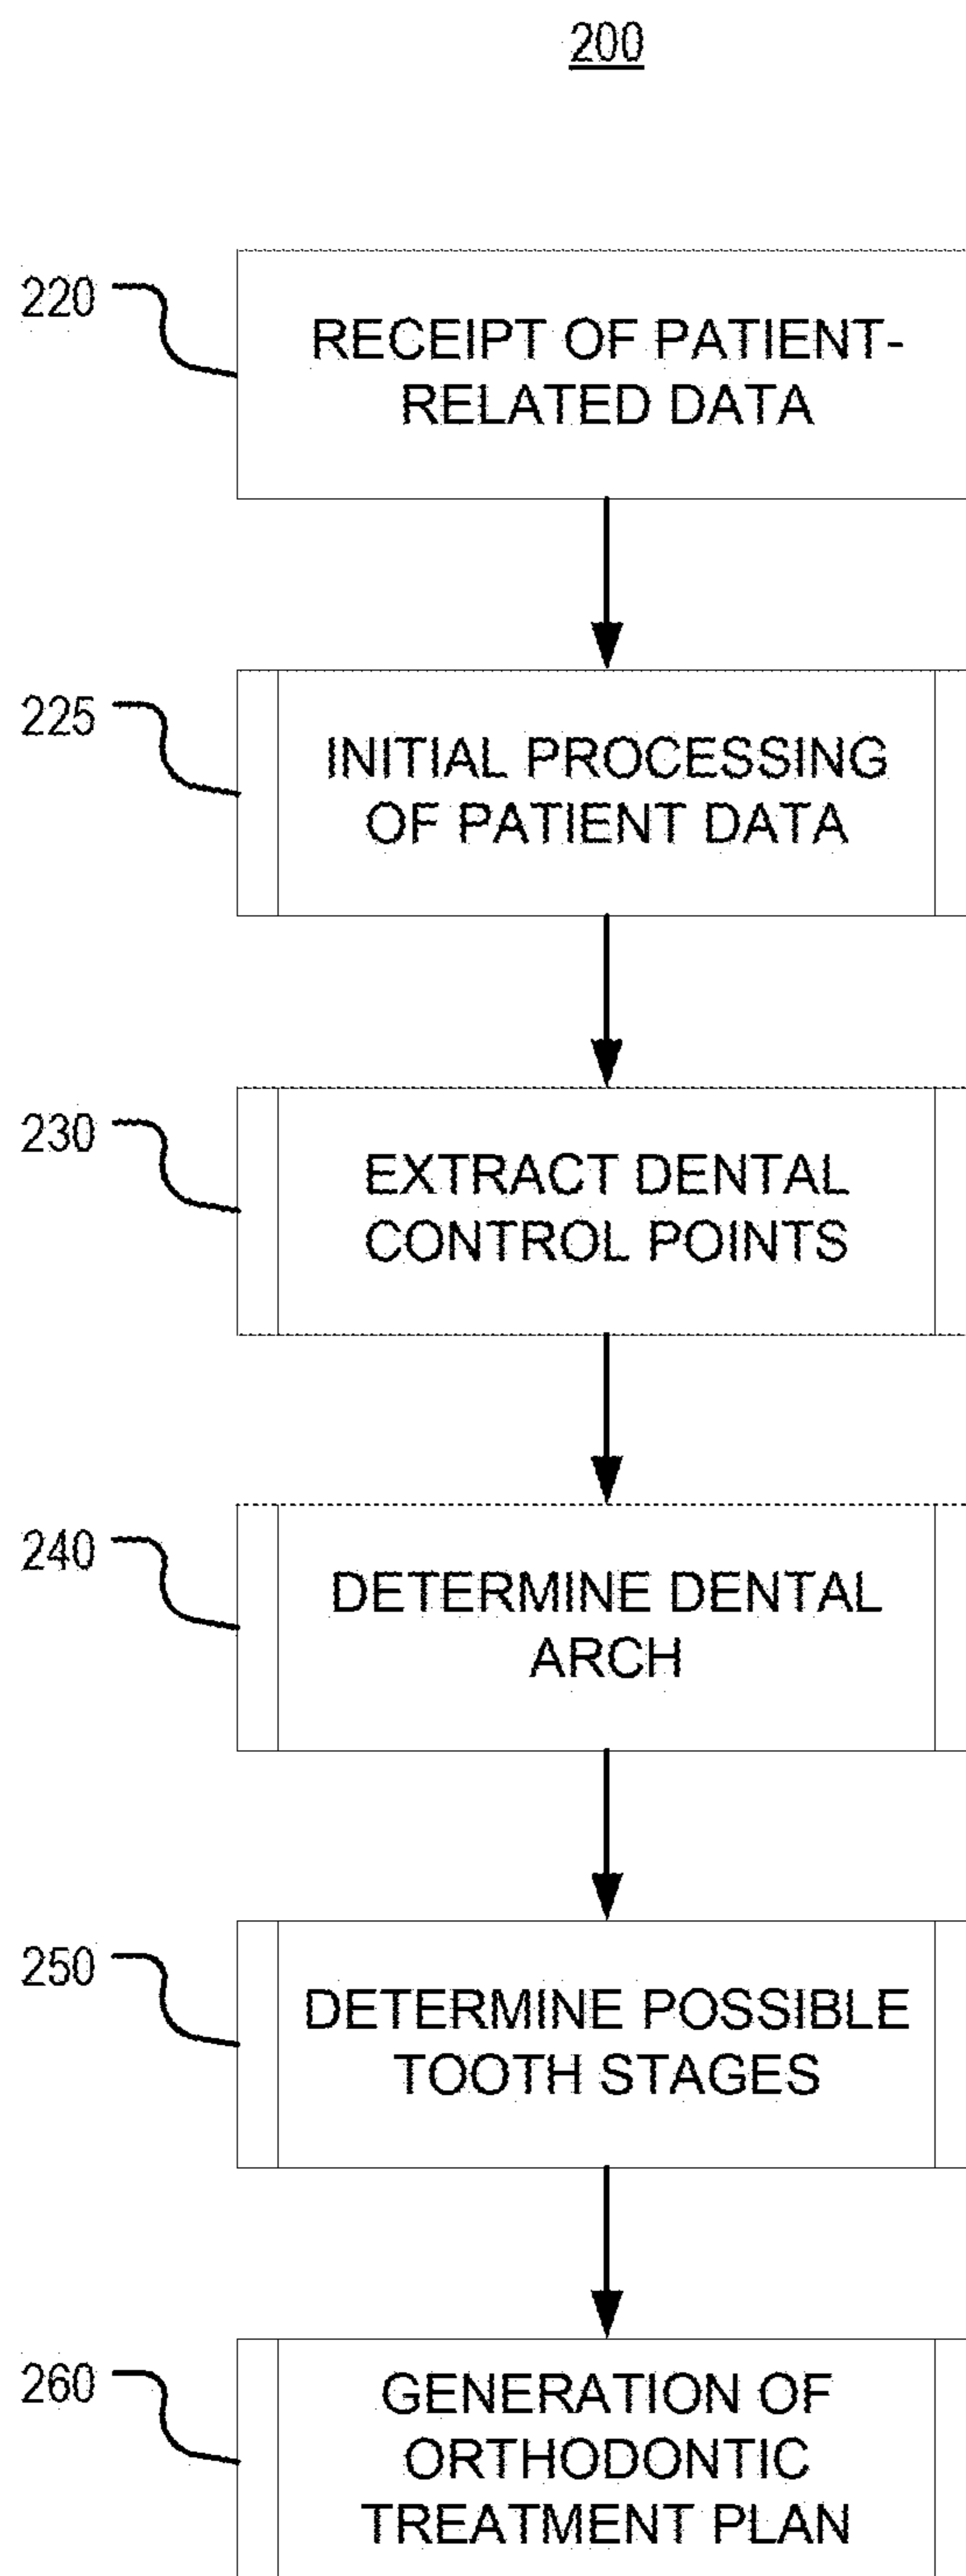 200
220
RECEIPT OF PATIENT-
RELATED DATA
225
INITIAL PROCESSING
OF PATIENT DATA
230
EXTRACT DENTAL
CONTROL POINTS
240
DETERMINE DENTAL
ARCH
250
DETERMINE POSSIBLE
TOOTH STAGES
260
GENERATION OF
ORTHODONTIC
TREATMENT PLAN